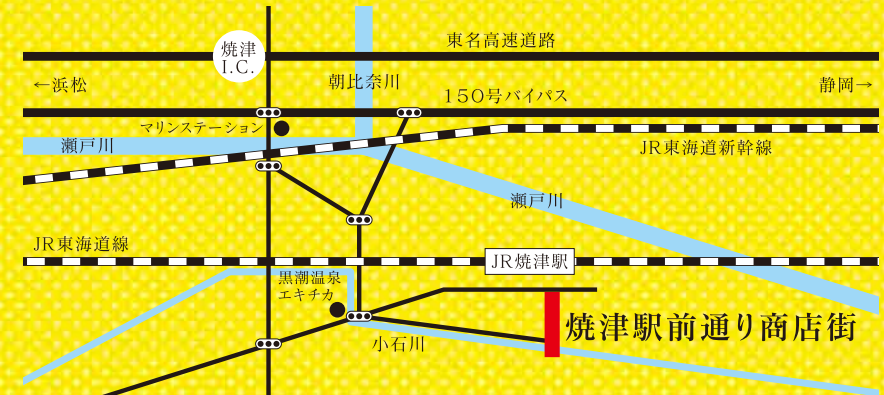 東名高速道路
焼津
I.C.
←浜松
朝比奈川
150号バイパス
静岡→
マリンステーション
瀬戸川
JR東海道新幹線
瀬戸川
JR東海道線
JR焼津駅
黒潮温泉
エキチカ
焼津駅前通り商店街
小石川